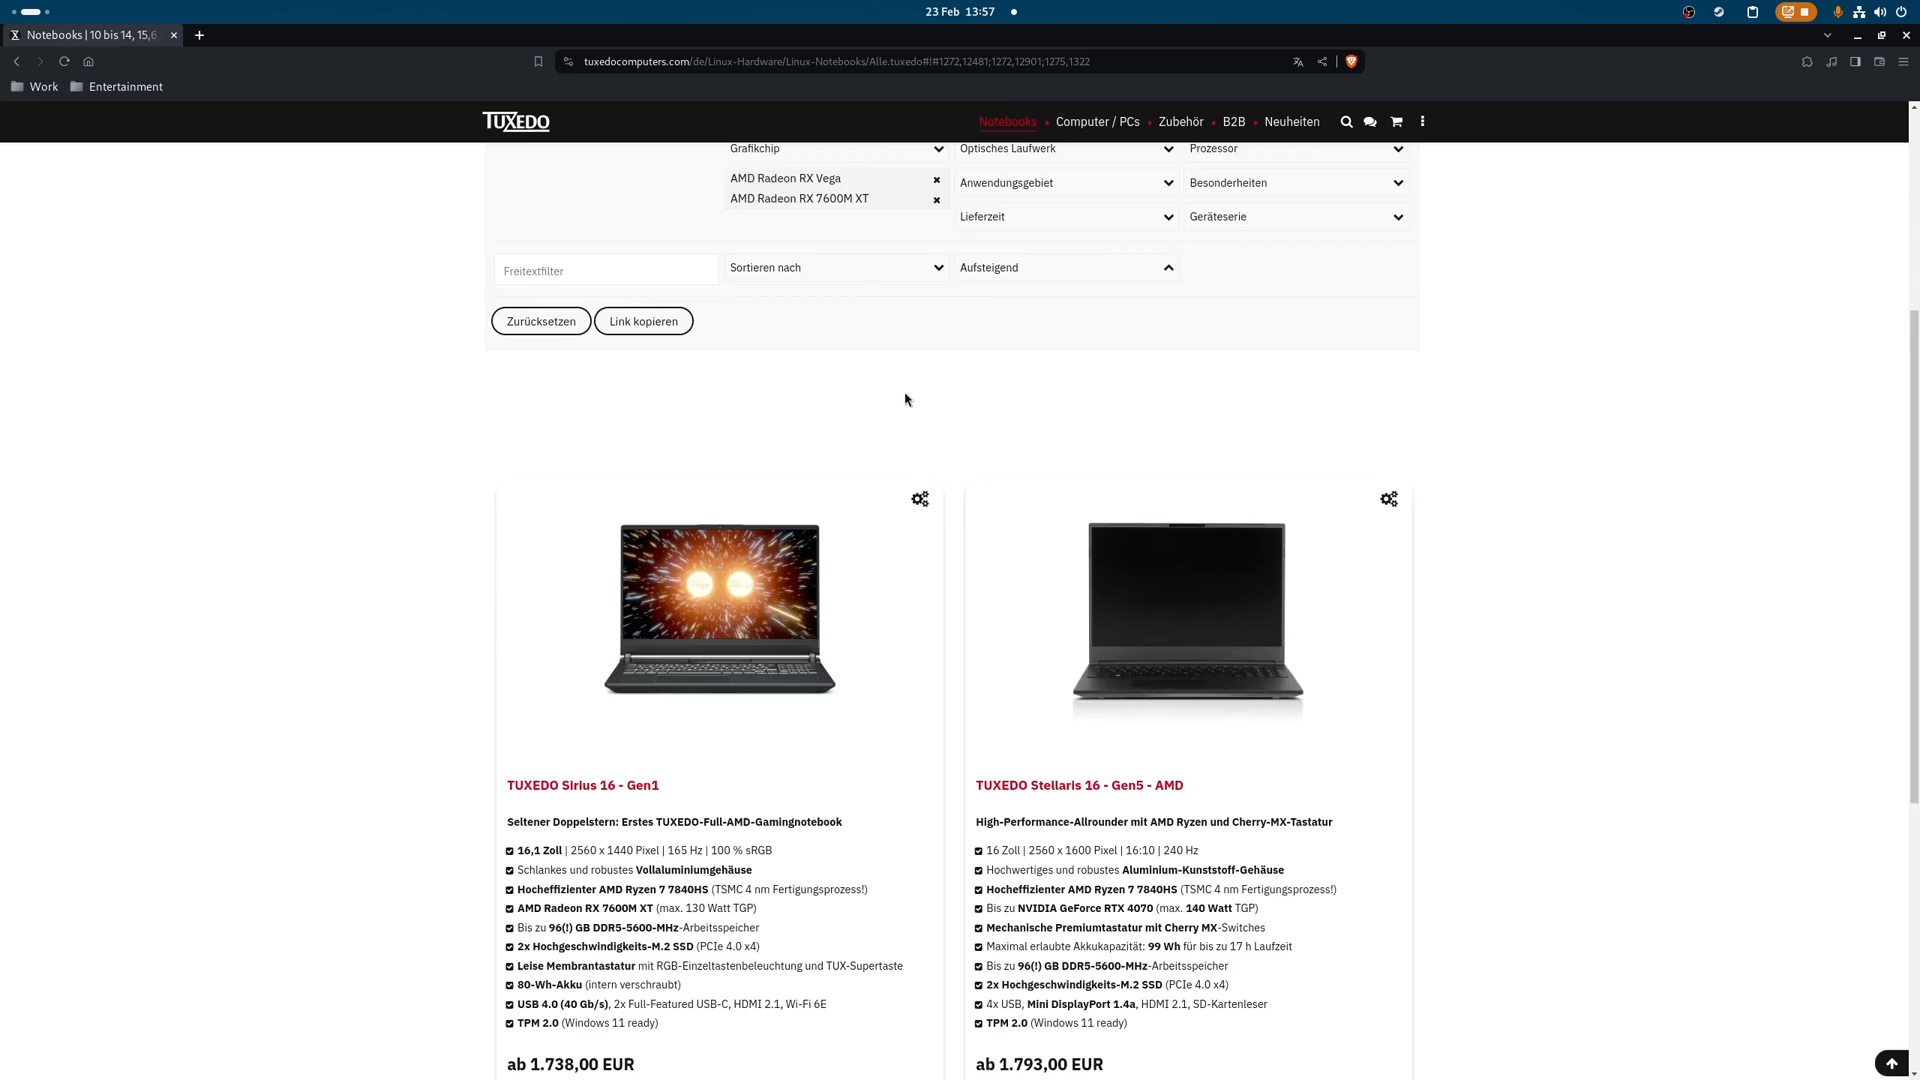 23 Feb 13:57
Notebooks | 10 bis 14, 15,6
tuxedocomputers.com/de/Linux-Hardware/Linux-Notebooks/Alle.tuxedo#!#1272,12481;1272,12901;1275,1322
Work
Entertainment
TUXEDO
Notebooks
Computer / PCs
Zubehör
B2B
Neuheiten
Grafikchip
Optisches Laufwerk
Prozessor
AMD Radeon RX Vega
AMD Radeon RX 7600M XT
Anwendungsgebiet
Besonderheiten
Lieferzeit
Geräteserie
Freitextfilter
Sortieren nach
Aufsteigend
Zurücksetzen
Link kopieren
TUXEDO Sirius 16 - Gen1
Seltener Doppelstern: Erstes TUXEDO-Full-AMD-Gamingnotebook
16,1 Zoll | 2560 x 1440 Pixel | 165 Hz | 100 % sRGB
Schlankes und robustes Vollaluminiumgehäuse
Hocheffizienter AMD Ryzen 7 7840HS (TSMC 4 nm Fertigungsprozess!)
AMD Radeon RX 7600M XT (max. 130 Watt TGP)
Bis zu 96(!) GB DDR5-5600-MHz-Arbeitsspeicher
2x Hochgeschwindigkeits-M.2 SSD (PCIe 4.0 x4)
Leise Membrantastatur mit RGB-Einzeltastenbeleuchtung und TUX-Supertaste
80-Wh-Akku (intern verschraubt)
USB 4.0 (40 Gb/s), 2x Full-Featured USB-C, HDMI 2.1, Wi-Fi 6E
TPM 2.0 (Windows 11 ready)
ab 1.738,00 EUR
TUXEDO Stellaris 16 - Gen5 - AMD
High-Performance-Allrounder mit AMD Ryzen und Cherry-MX-Tastatur
16 Zoll | 2560 x 1600 Pixel | 16:10 | 240 Hz
Hochwertiges und robustes Aluminium-Kunststoff-Gehäuse
Hocheffizienter AMD Ryzen 7 7840HS (TSMC 4 nm Fertigungsprozess!)
Bis zu NVIDIA GeForce RTX 4070 (max. 140 Watt TGP)
Mechanische Premiumtastatur mit Cherry MX-Switches
Maximal erlaubte Akkukapazität: 99 Wh für bis zu 17 h Laufzeit
Bis zu 96(!) GB DDR5-5600-MHz-Arbeitsspeicher
2x Hochgeschwindigkeits-M.2 SSD (PCIe 4.0 x4)
4x USB, Mini DisplayPort 1.4a, HDMI 2.1, SD-Kartenleser
TPM 2.0 (Windows 11 ready)
ab 1.793,00 EUR